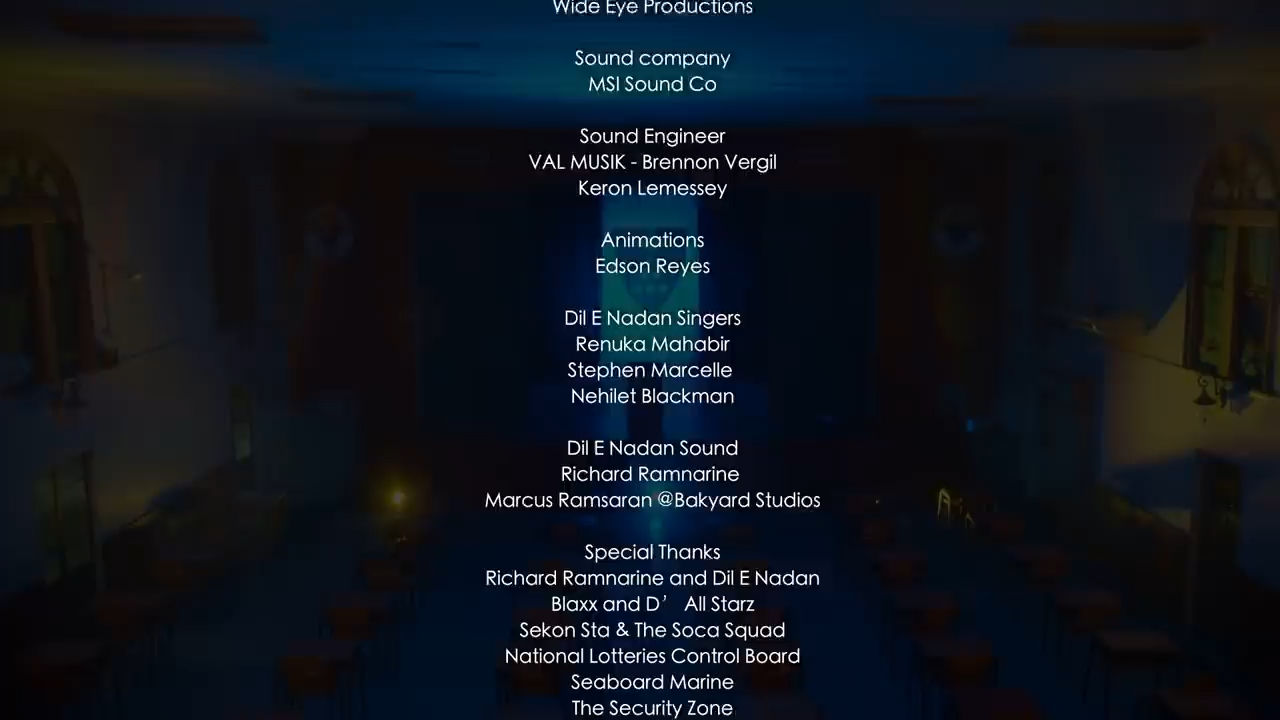 Wide Eye Productions
Sound company
MSI Sound Co
Sound Engineer
VAL MUSIK - Brennon Vergil
Keron Lemessey
Animations
Edson Reyes
Dil E Nadan Singers
Renuka Mahabir
Stephen Marcelle
Nehilet Blackman
Dil E Nadan Sound
Richard Ramnarine
Marcus Ramsaran @Bakyard Studios
Special Thanks
Richard Ramnarine and Dil E Nadan
Blaxx and D’ All Starz
Sekon Sta & The Soca Squad
National Lotteries Control Board
Seaboard Marine
The Security Zone